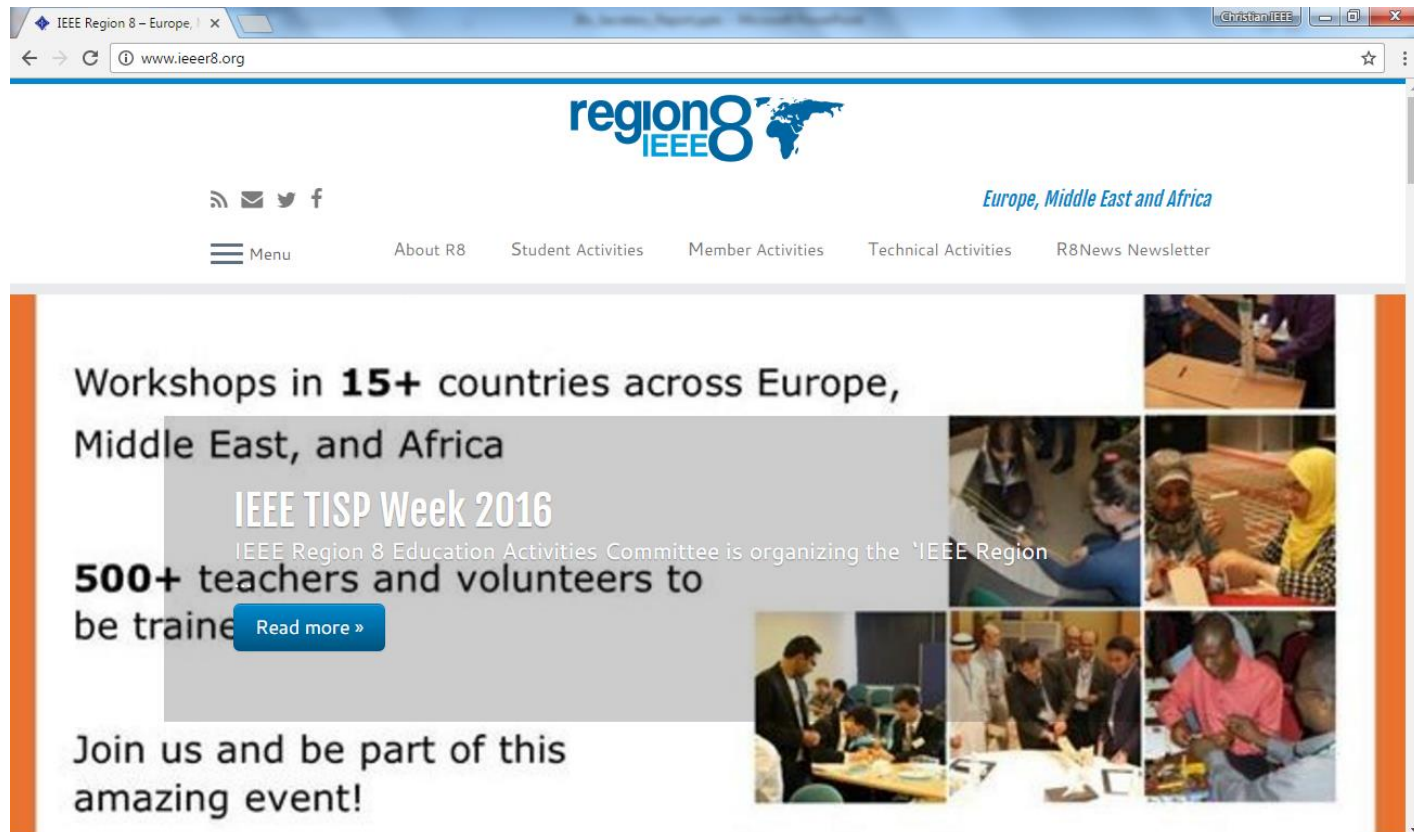 IEEE Region 8 – Europe,
Christian IEEE
www.ieeer8.org
region8
IEEE
Europe, Middle East and Africa
Menu About R8 Student Activities Member Activities Technical Activities R8News Newsletter
Workshops in 15+ countries across Europe,
Middle East, and Africa
IEEE TISP Week 2016
IEEE Region 8 Education Activities Committee is organizing the 'IEEE Region
...
500+ teachers and volunteers to
be traine
Read more »
Join us and be part of this
amazing event!